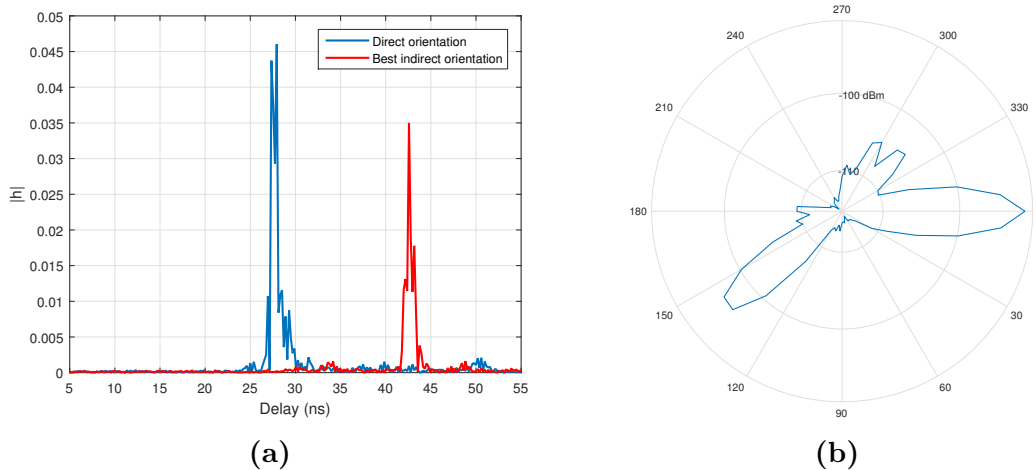 0.05
0.045
0.04
0.035
0.03
0.025
0.02
0.015
0.01
0.005
0
|h|
5 10 15 20 25 30 35 40 45 50 55
Delay (ns)
Direct orientation
Best indirect orientation
(a)
270
240 300
210 330
-100 dBm
-110
180
150 30
120 60
90
(b)